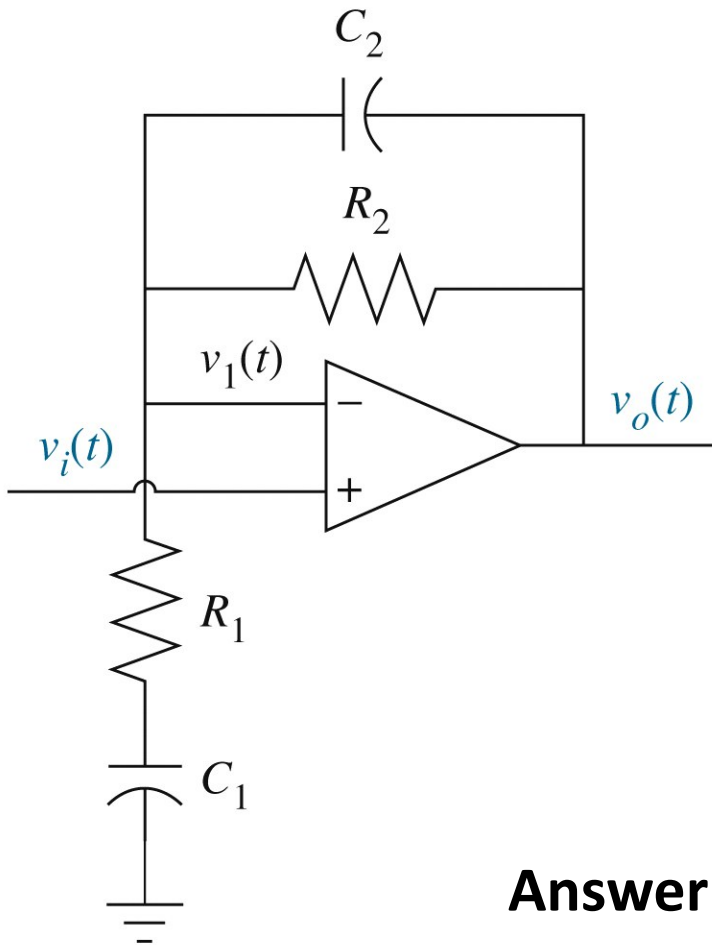 C₂
R₂
v₁(t)
−
vₒ(t)
vᵢ(t)
+
R₁
C₁
Answer